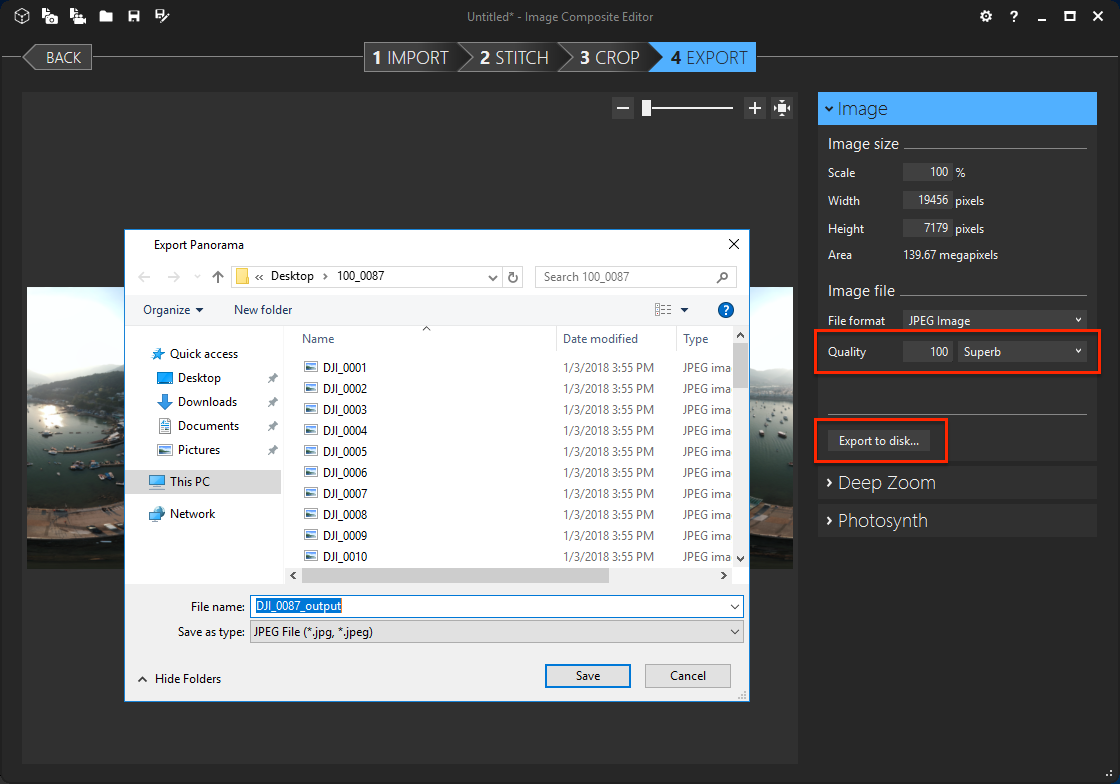 Untitled* - Image Composite Editor
?
BACK
1 IMPORT
2 STITCH
3 CROP
4 EXPORT
Image
Image size
Scale 100 %
Width 19456 pixels
Height 7179 pixels
Area 139.67 megapixels
Image file
File format JPEG Image
Quality 100 Superb
Export to disk...
Deep Zoom
Photosynth
Export Panorama
« Desktop › 100_0087
Search 100_0087
Organize
New folder
?
Quick access
Desktop
Downloads
Documents
Pictures
This PC
Network
Name Date modified Type
DJI_0001 1/3/2018 3:55 PM JPEG ima
DJI_0002 1/3/2018 3:55 PM JPEG ima
DJI_0003 1/3/2018 3:55 PM JPEG ima
DJI_0004 1/3/2018 3:55 PM JPEG ima
DJI_0005 1/3/2018 3:55 PM JPEG ima
DJI_0006 1/3/2018 3:55 PM JPEG ima
DJI_0007 1/3/2018 3:55 PM JPEG ima
DJI_0008 1/3/2018 3:55 PM JPEG ima
DJI_0009 1/3/2018 3:55 PM JPEG ima
DJI_0010 1/3/2018 3:55 PM JPEG ima
File name: DJI_0087_output
Save as type: JPEG File (*.jpg, *.jpeg)
Hide Folders
Save
Cancel